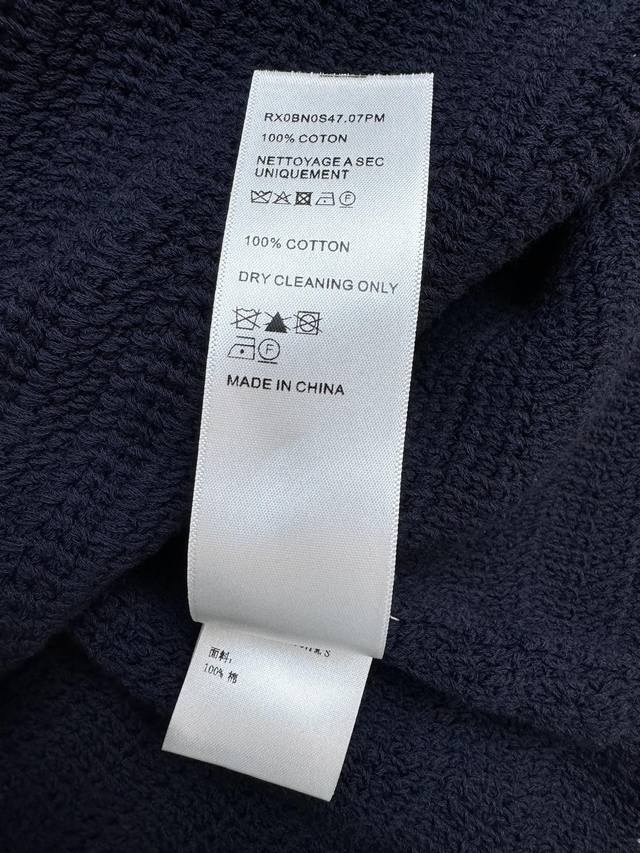 RX0BN0S47.07PM
100% COTON
NETTOYAGE A SEC
UNIQUEMENT
100% COTTON
DRY CLEANING ONLY
F
MADE IN CHINA
面料:
100% 棉